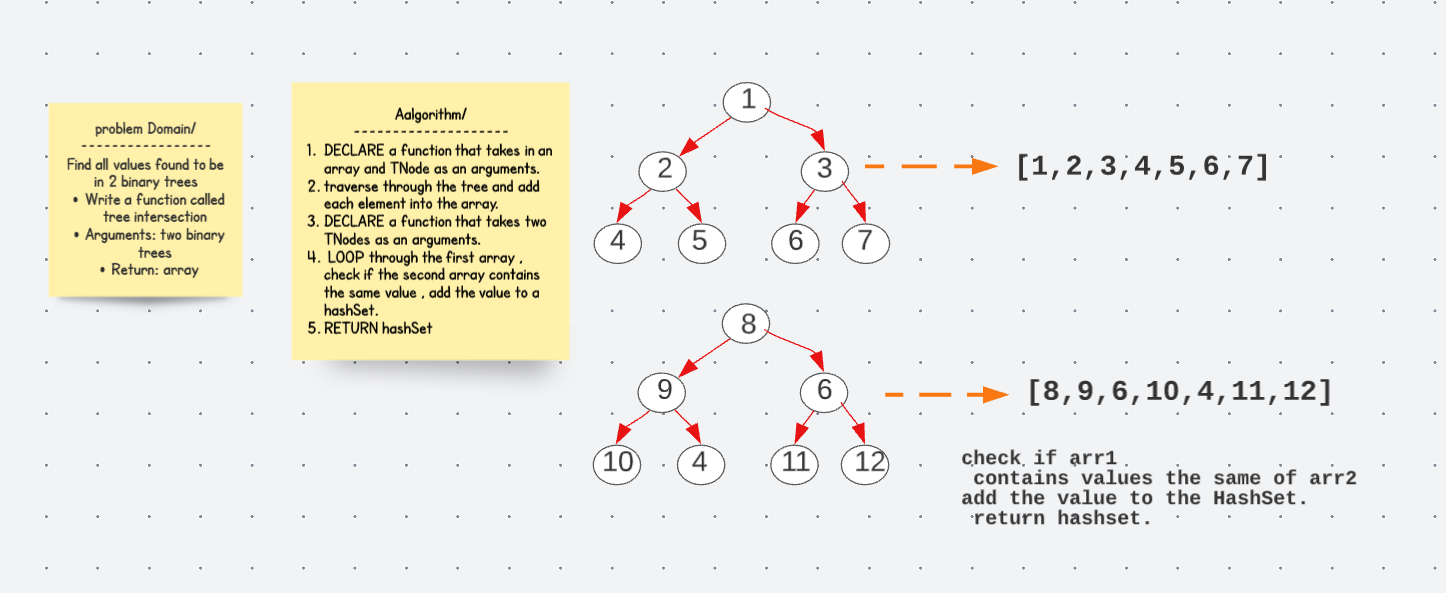 problem Domain/
- - - - - - - - - - - - - - - - -
Find all values found to be
in 2 binary trees
• Write a function called
tree intersection
• Arguments: two binary
trees
• Return: array
Aalgorithm/
- - - - - - - - - - - - - - - - - - -
1. DECLARE a function that takes in an
array and TNode as an arguments.
2. traverse through the tree and add
each element into the array.
3. DECLARE a function that takes two
TNodes as an arguments.
4. LOOP through the first array ,
check if the second array contains
the same value , add the value to a
hashSet.
5. RETURN hashSet
1
2 3
4 5 6 7
[1,2,3,4,5,6,7]
8
9 6
10 4 11 12
[8,9,6,10,4,11,12]
check if arr1
contains values the same of arr2
add the value to the HashSet.
return hashset.